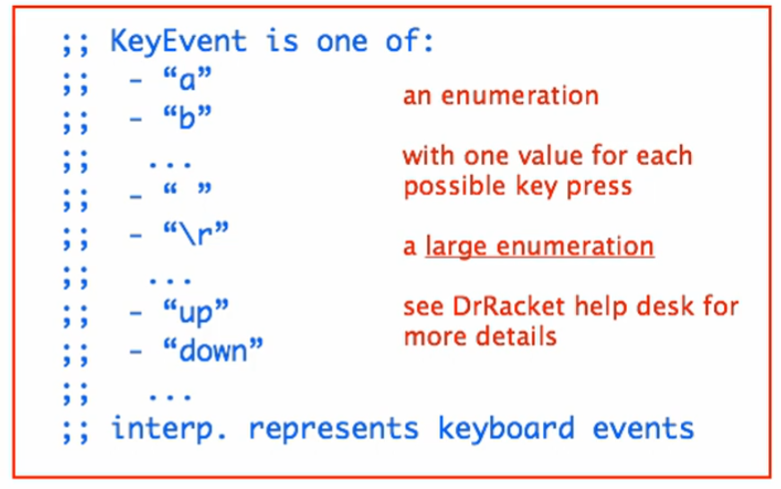 ;; KeyEvent is one of:
;;  - “a”
an enumeration
;;  - “b”
;;   ...
with one value for each
possible key press
;;  - “ ”
;;  - “\r”
a large enumeration
;;   ...
;;  - “up”
see DrRacket help desk for
more details
;;  - “down”
;;   ...
;; interp. represents keyboard events